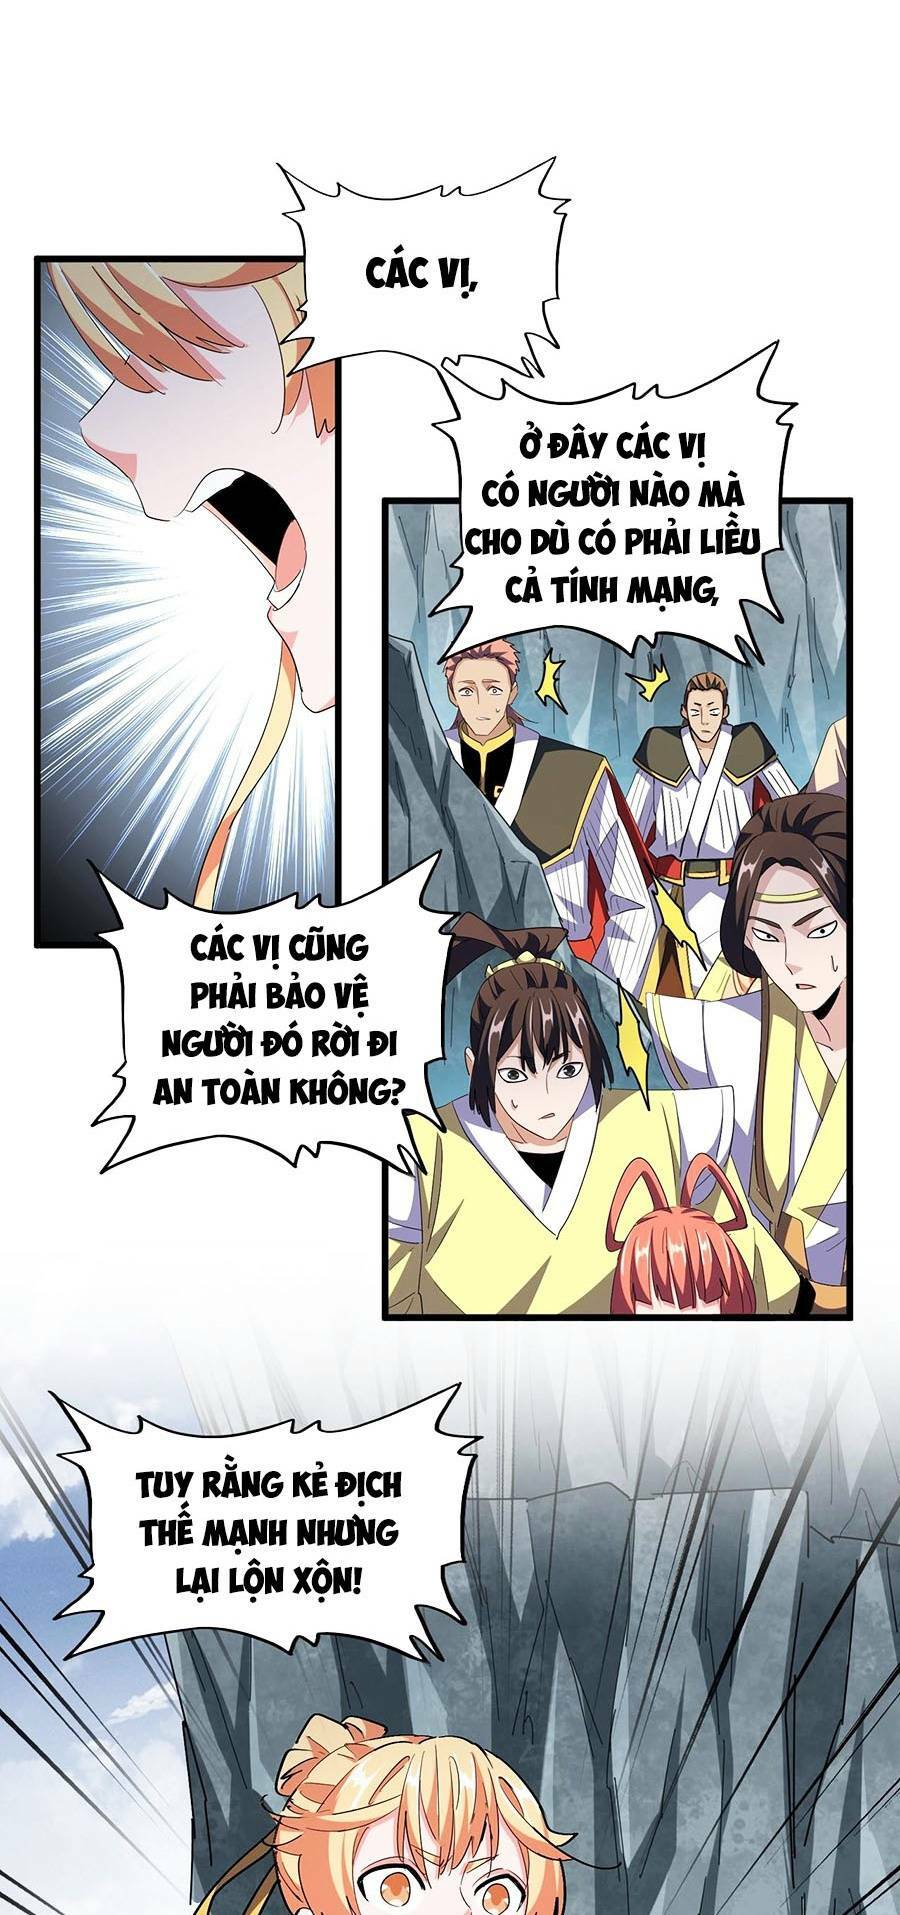 CÁC VỊ,
Ở ĐÂY CÁC VỊ
CÓ NGƯỜI NÀO MÀ
CHO DÙ CÓ PHẢI LIỀU
CẢ TÍNH MẠNG,
CÁC VỊ CŨNG
PHẢI BẢO VỆ
NGƯỜI ĐÓ RỜI ĐI
AN TOÀN KHÔNG?
TUY RẰNG KẺ ĐỊCH
THẾ MẠNH NHƯNG
LẠI LỘN XỘN!